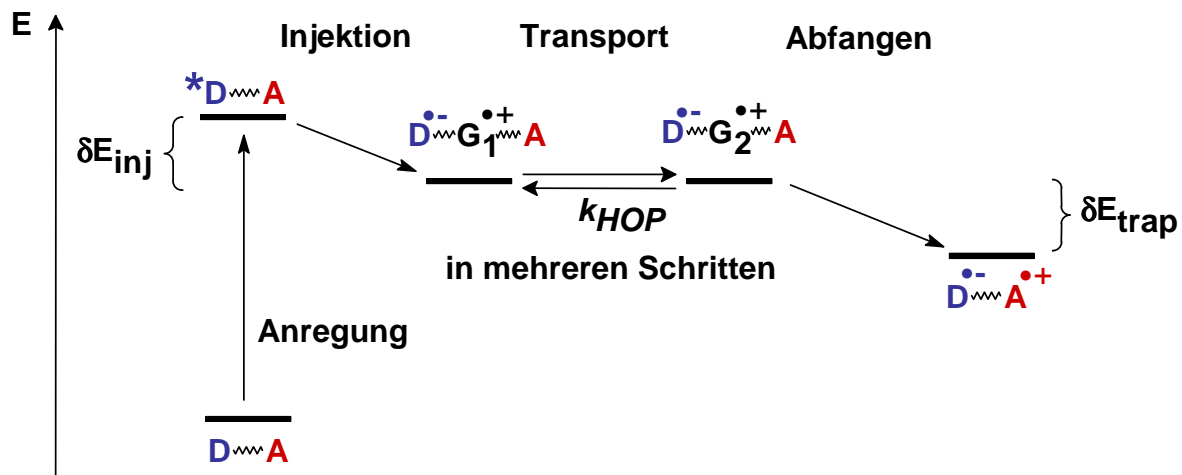 E
Injektion Transport Abfangen
*D A
D•- G1•+ A D•- G2•+ A
δEinj
kHOP
δEtrap
in mehreren Schritten
D•- A•+
Anregung
D A